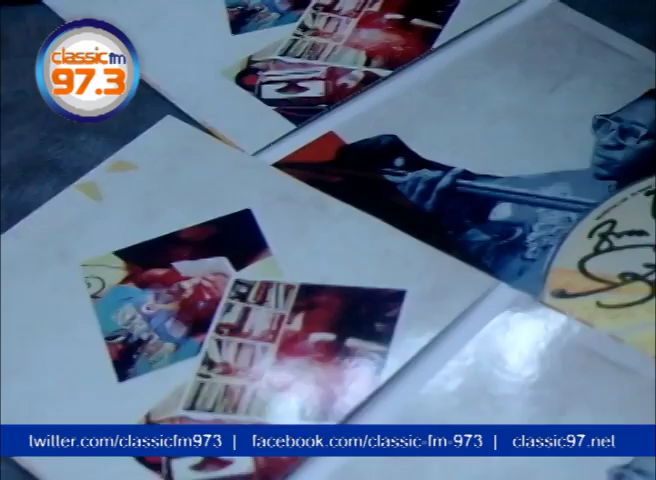 classic fm
97.3
twitter.com/classicfm973 | facebook.com/classic-fm-973 | classic97.net